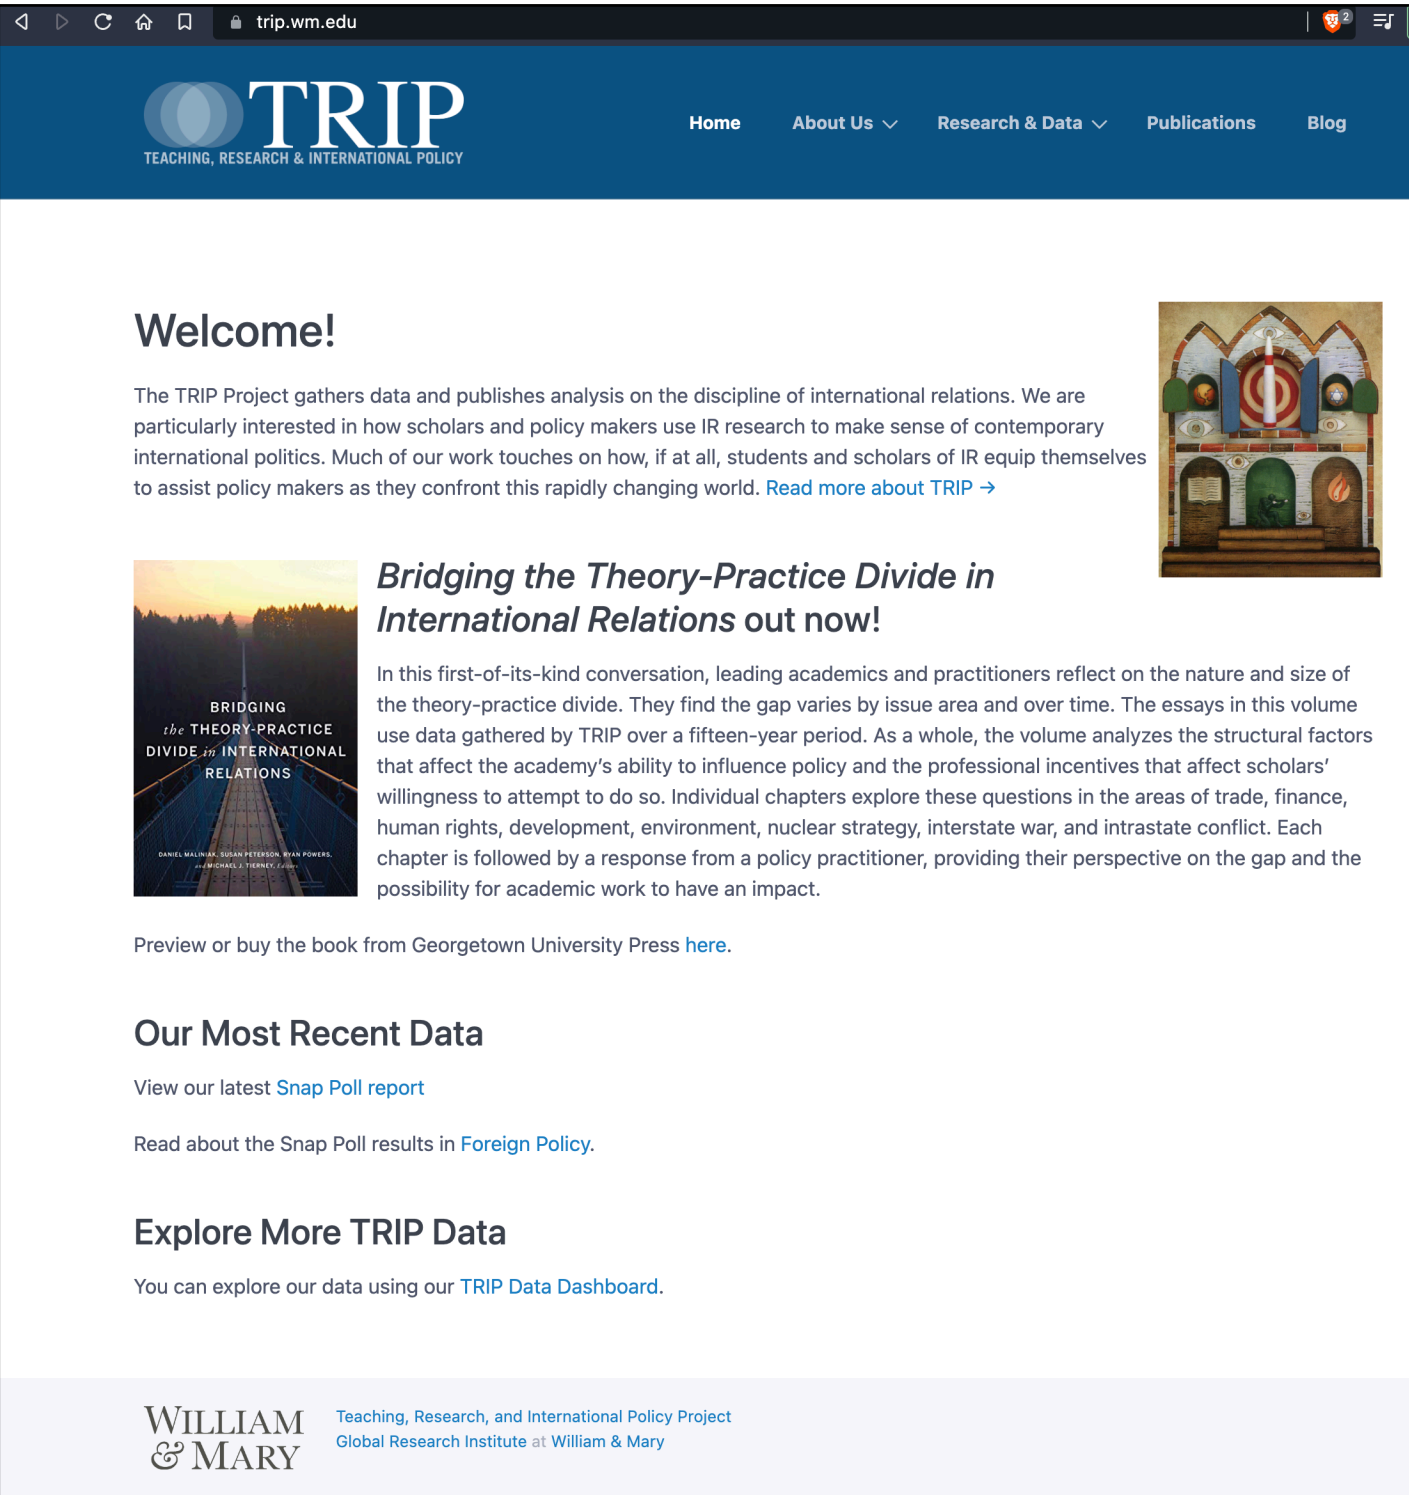 trip.wm.edu
2
TRIP
TEACHING, RESEARCH & INTERNATIONAL POLICY
Home About Us Research & Data Publications Blog
Welcome!
The TRIP Project gathers data and publishes analysis on the discipline of international relations. We are
particularly interested in how scholars and policy makers use IR research to make sense of contemporary
international politics. Much of our work touches on how, if at all, students and scholars of IR equip themselves
to assist policy makers as they confront this rapidly changing world. Read more about TRIP →
BRIDGING
the THEORY-PRACTICE
DIVIDE in INTERNATIONAL
RELATIONS
DANIEL MALINIAK, SUSAN PETERSON, RYAN POWERS,
and MICHAEL J. TIERNEY, Editors
Bridging the Theory-Practice Divide in
International Relations out now!
In this first-of-its-kind conversation, leading academics and practitioners reflect on the nature and size of
the theory-practice divide. They find the gap varies by issue area and over time. The essays in this volume
use data gathered by TRIP over a fifteen-year period. As a whole, the volume analyzes the structural factors
that affect the academy’s ability to influence policy and the professional incentives that affect scholars’
willingness to attempt to do so. Individual chapters explore these questions in the areas of trade, finance,
human rights, development, environment, nuclear strategy, interstate war, and intrastate conflict. Each
chapter is followed by a response from a policy practitioner, providing their perspective on the gap and the
possibility for academic work to have an impact.
Preview or buy the book from Georgetown University Press here.
Our Most Recent Data
View our latest Snap Poll report
Read about the Snap Poll results in Foreign Policy.
Explore More TRIP Data
You can explore our data using our TRIP Data Dashboard.
WILLIAM
& MARY
Teaching, Research, and International Policy Project
Global Research Institute at William & Mary